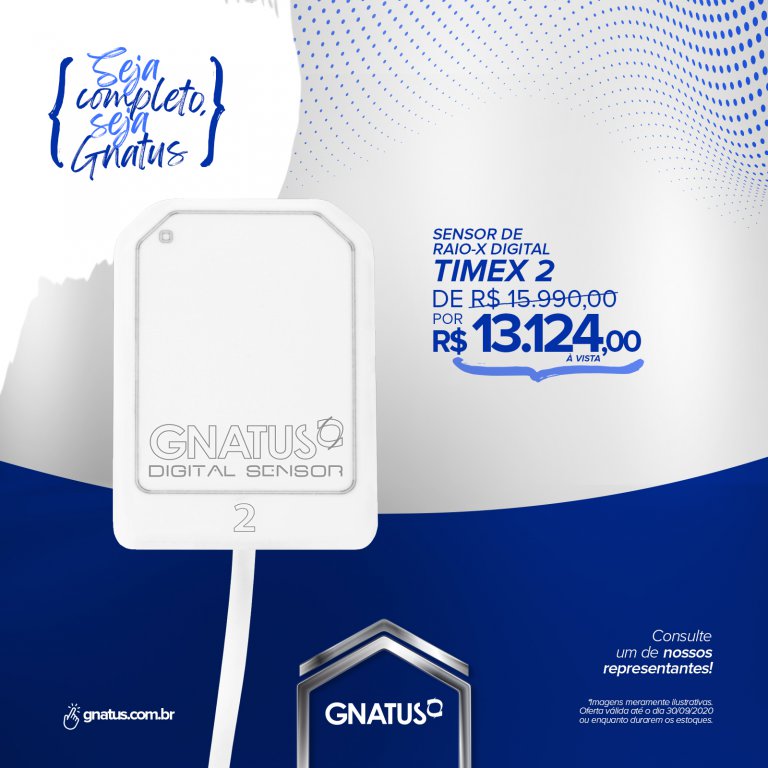 Seja
completo,
seja
Gnatus
SENSOR DE
RAIO-X DIGITAL
TIMEX 2
DE R$ 15.990,00
POR
R$ 13.124,00
À VISTA
GNATUS
DIGITAL SENSOR
2
Consulte
um de nossos
representantes!
*Imagens meramente ilustrativas.
Oferta válida até o dia 30/09/2020
ou enquanto durarem os estoques.
gnatus.com.br
GNATUS